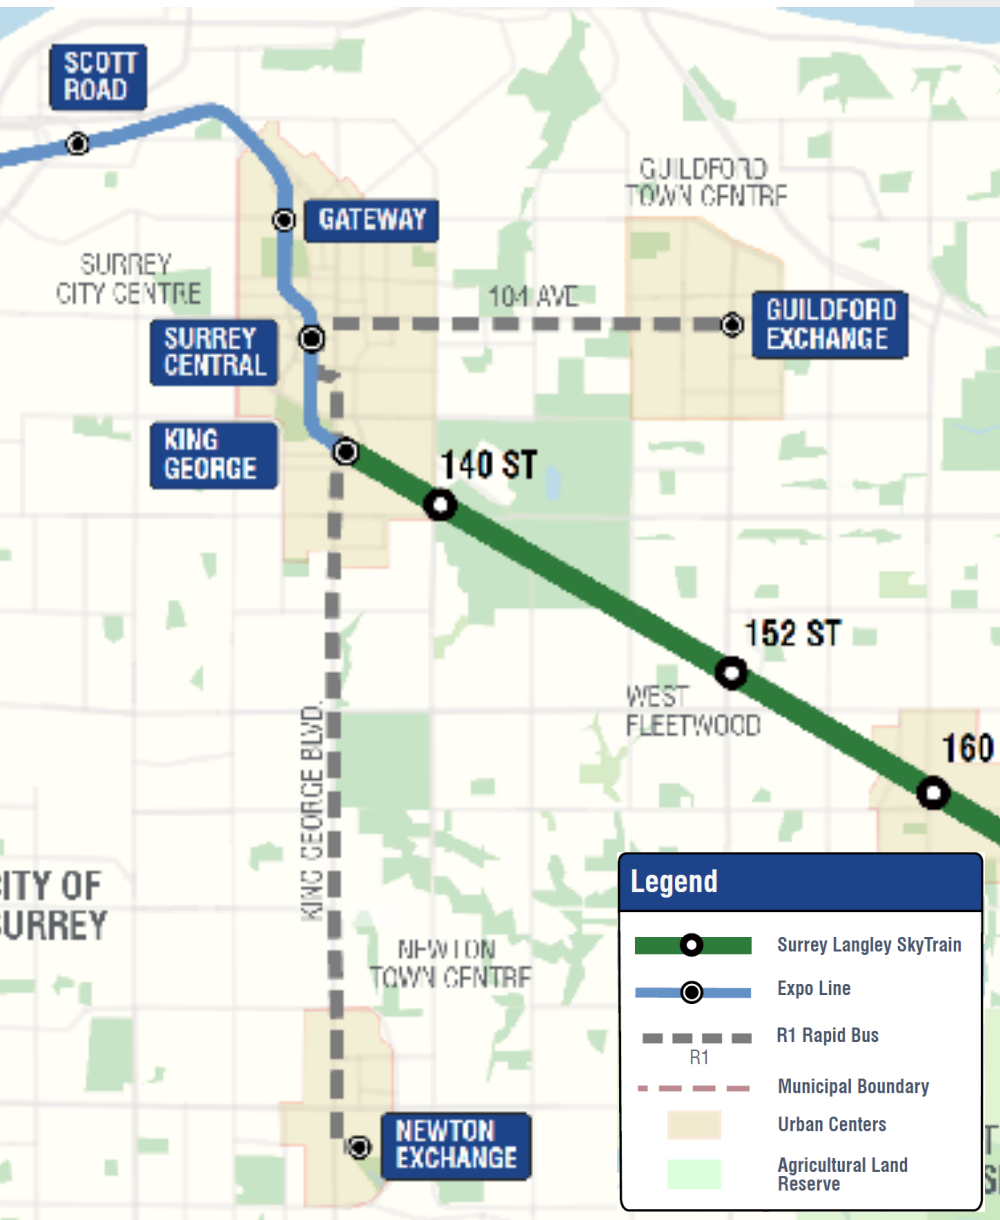 SCOTT
ROAD
GUILDFORD
TOWN CENTRE
GATEWAY
SURREY
CITY CENTRE
104 AVE
GUILDFORD
EXCHANGE
SURREY
CENTRAL
KING
GEORGE
140 ST
152 ST
WEST
FLEETWOOD
KING GEORGE BLVD.
160
CITY OF
SURREY
NEWTON
TOWN CENTRE
NEWTON
EXCHANGE
Legend
Surrey Langley SkyTrain
Expo Line
R1 Rapid Bus
R1
Municipal Boundary
Urban Centers
Agricultural Land
Reserve